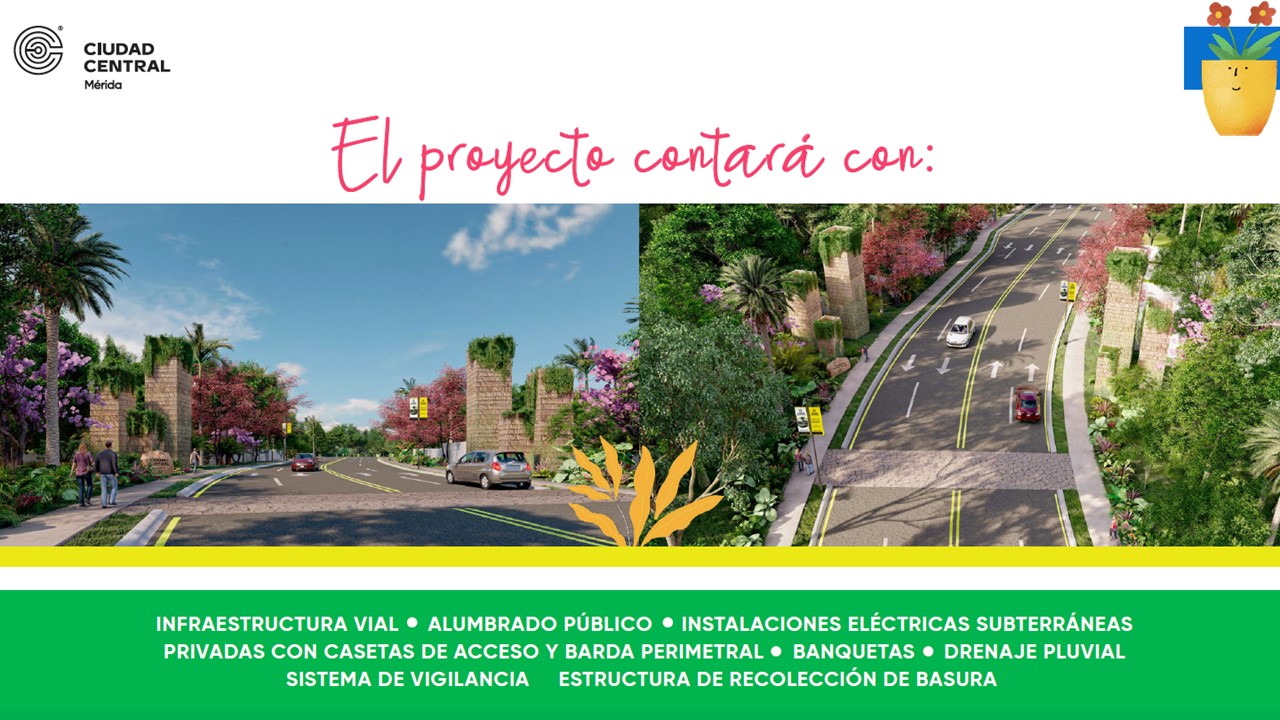 CIUDAD
CENTRAL
Mérida
El proyecto contará con:
INFRAESTRUCTURA VIAL • ALUMBRADO PÚBLICO • INSTALACIONES ELÉCTRICAS SUBTERRÁNEAS
PRIVADAS CON CASETAS DE ACCESO Y BARDA PERIMETRAL • BANQUETAS • DRENAJE PLUVIAL
SISTEMA DE VIGILANCIA ESTRUCTURA DE RECOLECCIÓN DE BASURA